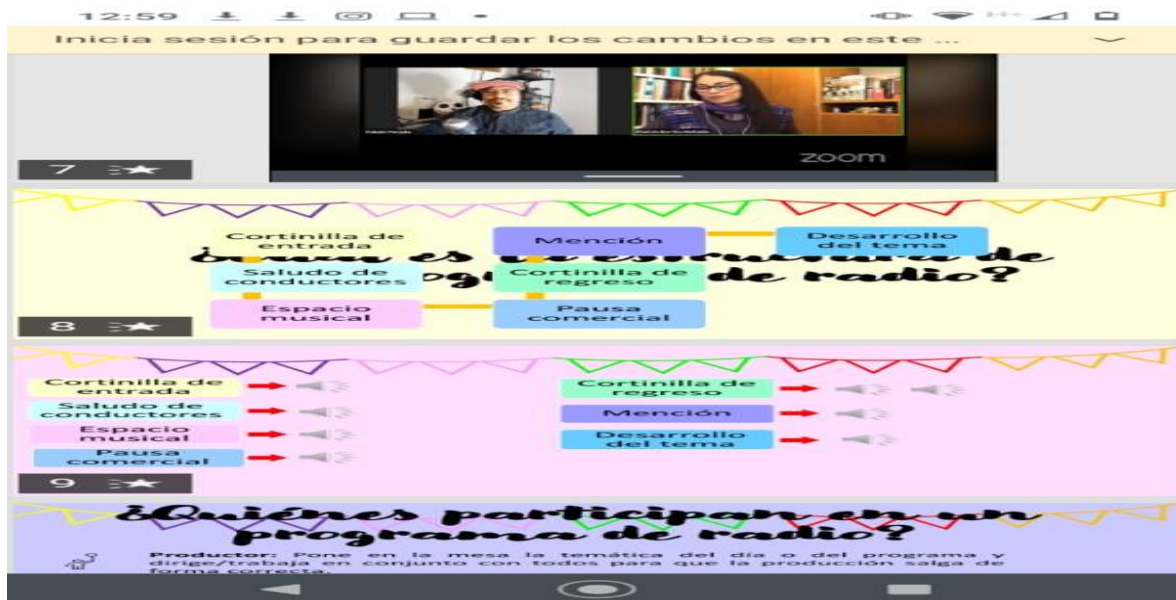 12:59
Inicia sesión para guardar los cambios en este ...
zoom
7
Cortinilla de
entrada
Saludo de
conductores
Espacio
musical
Mención
Cortinilla de
regreso
Pausa
comercial
Desarrollo
del tema
es
estructura de
de radio?
8
Cortinilla de
entrada
Saludo de
conductores
Espacio
musical
Pausa
comercial
Cortinilla de
regreso
Mención
Desarrollo
del tema
9
¿Quiénes participan en un
programa de radio?
Productor: Pone en la mesa la temática del día o del programa y
dirige/trabaja en conjunto con todos para que la producción salga de
forma correcta.